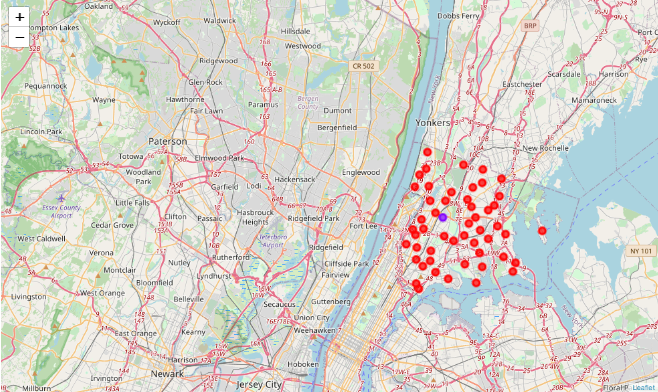 +
−
Oakland
Wyckoff
Waldwick
Hillsdale
Westwood
Dobbs Ferry
BRP
Ridgewood
CR 502
Scarsdale
Harrison
Rye
Pequannock
Glen Rock
Paramus
Eastchester
Mamaroneck
Wayne
Hawthorne
Fair Lawn
Bergen
County
Dumont
Bergenfield
Yonkers
Lincoln Park
Paterson
New Rochelle
Totowa
Elmwood Park
Woodland
Park
Garfield
Lodi
Hackensack
Englewood
Essex County
Airport
Little Falls
Clifton
Passaic
Hasbrouck
Heights
Ridgefield Park
Fort Lee
Cedar Grove
West Caldwell
Verona
Teterboro
Airport
Rutherford
Ridgefield
Cliffside Park
Fairview
NY 101
Montclair
Nutley
Lyndhurst
Bloomfield
Livingston
West Orange
Belleville
Secaucus
Guttenberg
Union City
Weehawken
East Orange
Kearny
Harrison
Hoboken
Irvington
Newark
Jersey City
Millburn
Leaflet